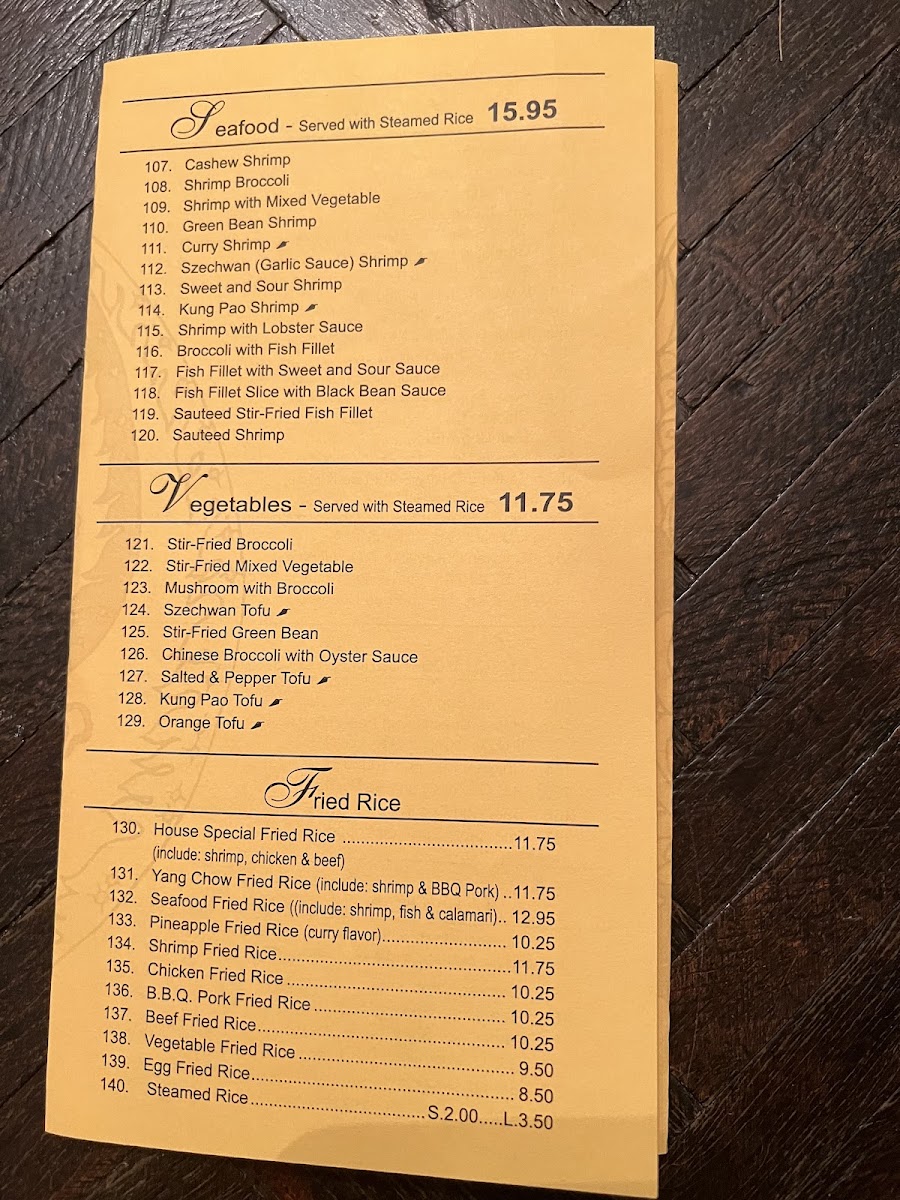 Seafood - Served with Steamed Rice 15.95
107. Cashew Shrimp
108. Shrimp Broccoli
109. Shrimp with Mixed Vegetable
110. Green Bean Shrimp
111. Curry Shrimp
112. Szechwan (Garlic Sauce) Shrimp
113. Sweet and Sour Shrimp
114. Kung Pao Shrimp
115. Shrimp with Lobster Sauce
116. Broccoli with Fish Fillet
117. Fish Fillet with Sweet and Sour Sauce
118. Fish Fillet Slice with Black Bean Sauce
119. Sauteed Stir-Fried Fish Fillet
120. Sauteed Shrimp
Vegetables - Served with Steamed Rice 11.75
121. Stir-Fried Broccoli
122. Stir-Fried Mixed Vegetable
123. Mushroom with Broccoli
124. Szechwan Tofu
125. Stir-Fried Green Bean
126. Chinese Broccoli with Oyster Sauce
127. Salted & Pepper Tofu
128. Kung Pao Tofu
129. Orange Tofu
Fried Rice
130. House Special Fried Rice ..................................11.75
(include: shrimp, chicken & beef)
131. Yang Chow Fried Rice (include: shrimp & BBQ Pork) ..11.75
132. Seafood Fried Rice ((include: shrimp, fish & calamari).. 12.95
133. Pineapple Fried Rice (curry flavor)......................... 10.25
134. Shrimp Fried Rice..............................................11.75
135. Chicken Fried Rice ............................................ 10.25
136. B.B.Q. Pork Fried Rice ...................................... 10.25
137. Beef Fried Rice................................................. 10.25
138. Vegetable Fried Rice ........................................... 9.50
139. Egg Fried Rice.................................................... 8.50
140. Steamed Rice...................................S.2.00.....L.3.50